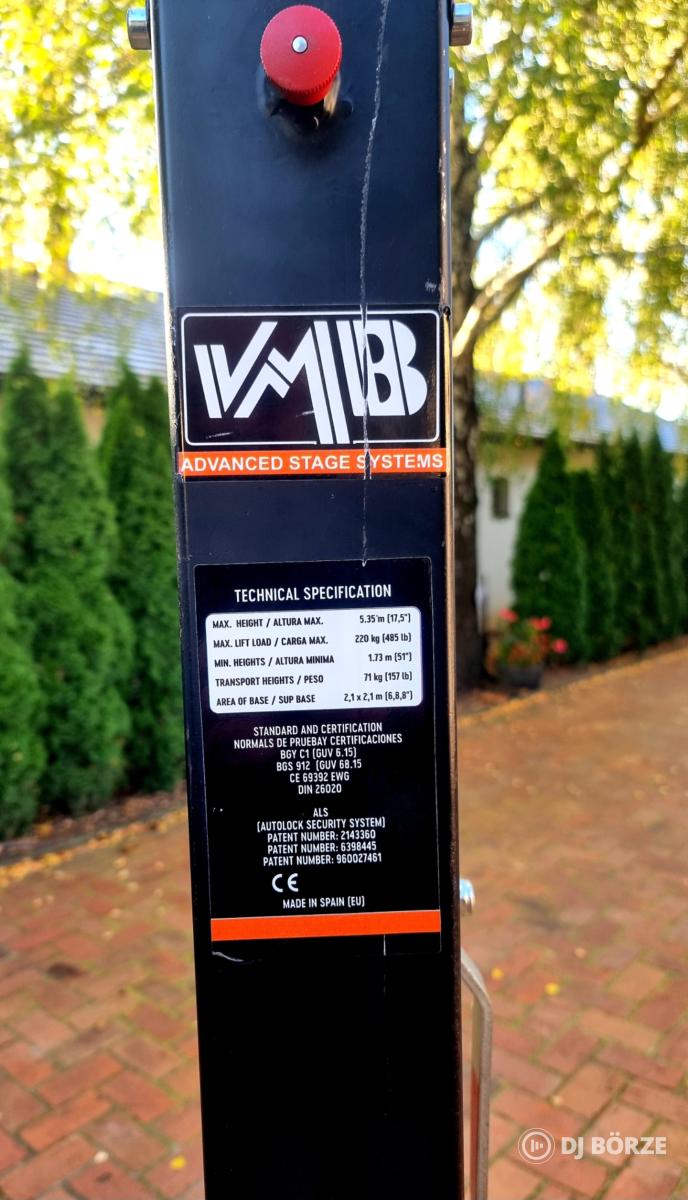 VMB
ADVANCED STAGE SYSTEMS
TECHNICAL SPECIFICATION
MAX. HEIGHT / ALTURA MAX. 5.35 m (17,5")
MAX. LIFT LOAD / CARGA MAX. 220 kg (485 lb)
MIN. HEIGHTS / ALTURA MINIMA 1.73 m (51")
TRANSPORT HEIGHTS / PESO 71 kg (157 lb)
AREA OF BASE / SUP BASE 2,1 x 2,1 m (6,8,8")
STANDARD AND CERTIFICATION
NORMALS DE PRUEBAY CERTIFICACIONES
BGY C1 (GUV 6.15)
BGS 912 (GUV 68.15
CE 69392 EWG
DIN 26020
ALS
(AUTOLOCK SECURITY SYSTEM)
PATENT NUMBER: 2143360
PATENT NUMBER: 6398445
PATENT NUMBER: 960027461
CE
MADE IN SPAIN (EU)
DJ BÖRZE